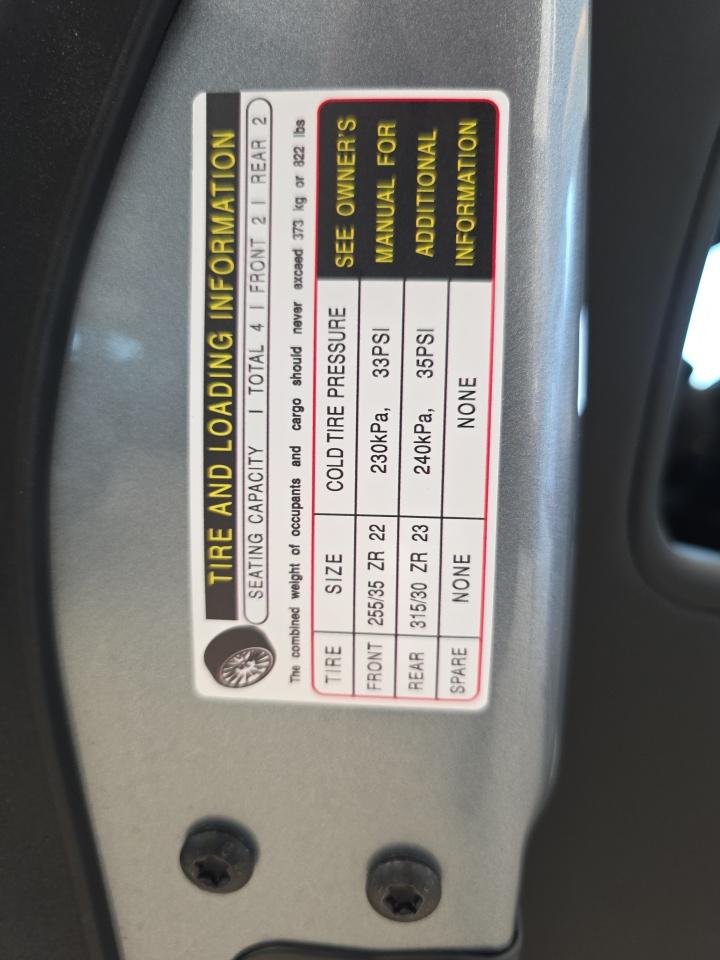 TIRE AND LOADING INFORMATION
SEATING CAPACITY | TOTAL 4 | FRONT 2 | REAR 2
The combined weight of occupants and cargo should never exceed 373 kg or 822 lbs
TIRE SIZE COLD TIRE PRESSURE
FRONT 255/35 ZR 22 230kPa, 33PSI
REAR 315/30 ZR 23 240kPa, 35PSI
SPARE NONE NONE
SEE OWNER'S
MANUAL FOR
ADDITIONAL
INFORMATION